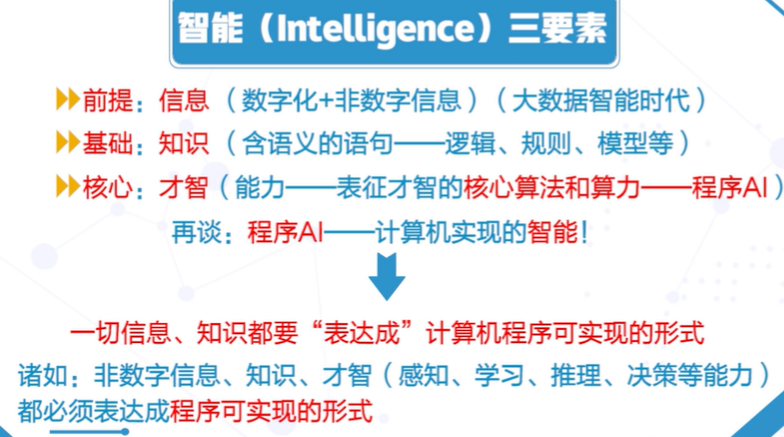 智能（Intelligence）三要素
前提：信息（数字化+非数字信息）（大数据智能时代）
基础：知识（含语义的语句——逻辑、规则、模型等）
核心：才智（能力——表征才智的核心算法和算力——程序AI）
再谈：程序AI——计算机实现的智能！
一切信息、知识都要“表达成”计算机程序可实现的形式
诸如：非数字信息、知识、才智（感知、学习、推理、决策等能力）
都必须表达成程序可实现的形式